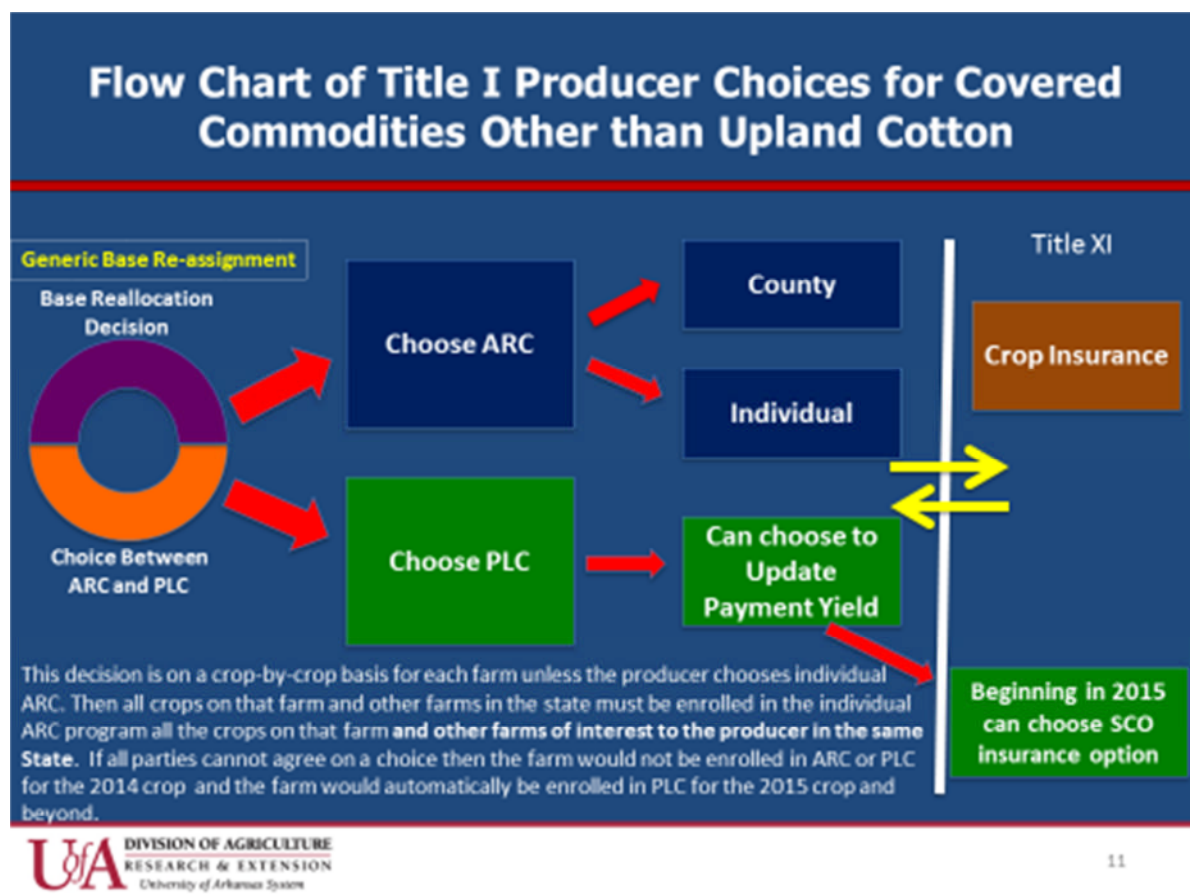 Flow Chart of Title I Producer Choices for Covered
Commodities Other than Upland Cotton
Generic Base Re-assignment
Base Reallocation
Decision
Choice Between
ARC and PLC
Choose ARC
Choose PLC
County
Individual
Can choose to
Update
Payment Yield
Title XI
Crop Insurance
Beginning in 2015
can choose SCO
insurance option
This decision is on a crop-by-crop basis for each farm unless the producer chooses individual
ARC. Then all crops on that farm and other farms in the state must be enrolled in the individual
ARC program all the crops on that farm and other farms of interest to the producer in the same
State. If all parties cannot agree on a choice then the farm would not be enrolled in ARC or PLC
for the 2014 crop and the farm would automatically be enrolled in PLC for the 2015 crop and
beyond.
UofA
DIVISION OF AGRICULTURE
RESEARCH & EXTENSION
University of Arkansas System
11